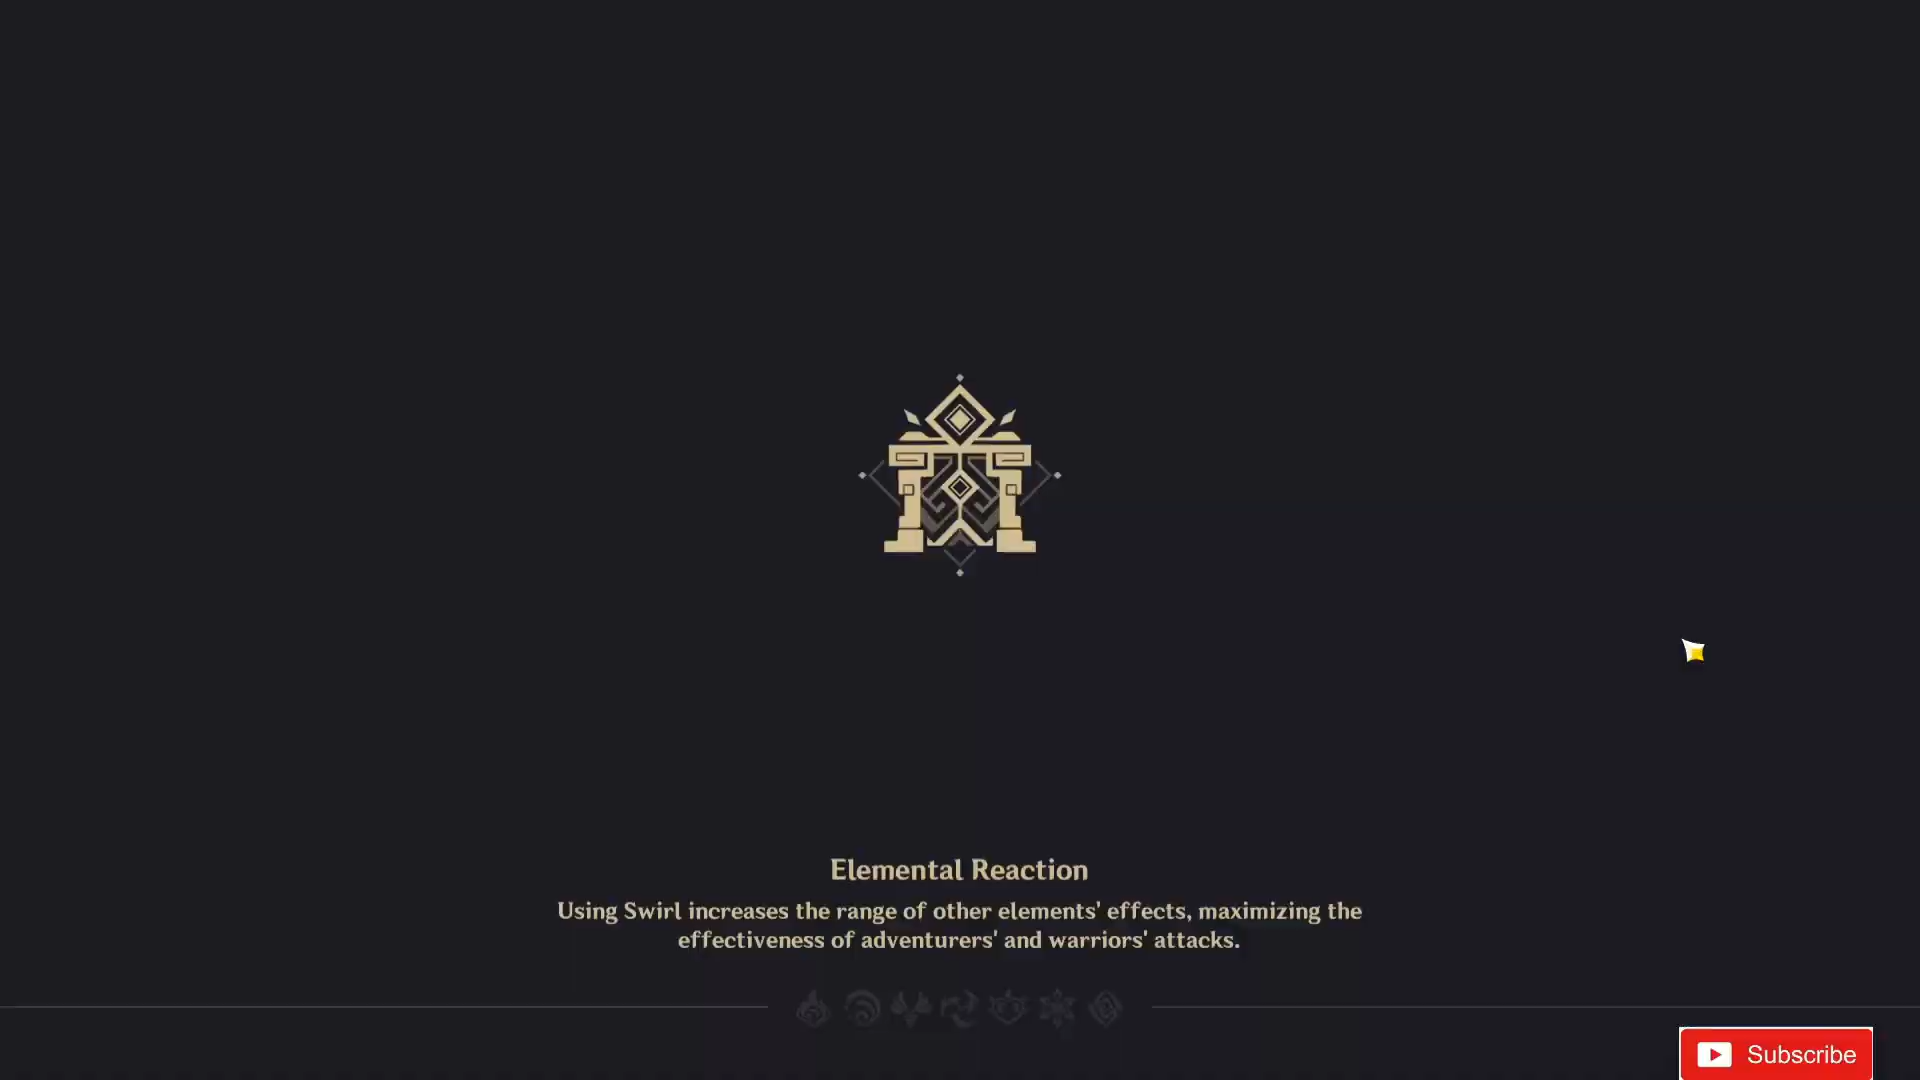 Elemental Reaction
Using Swirl increases the range of other elements' effects, maximizing the
effectiveness of adventurers' and warriors' attacks.
Subscribe